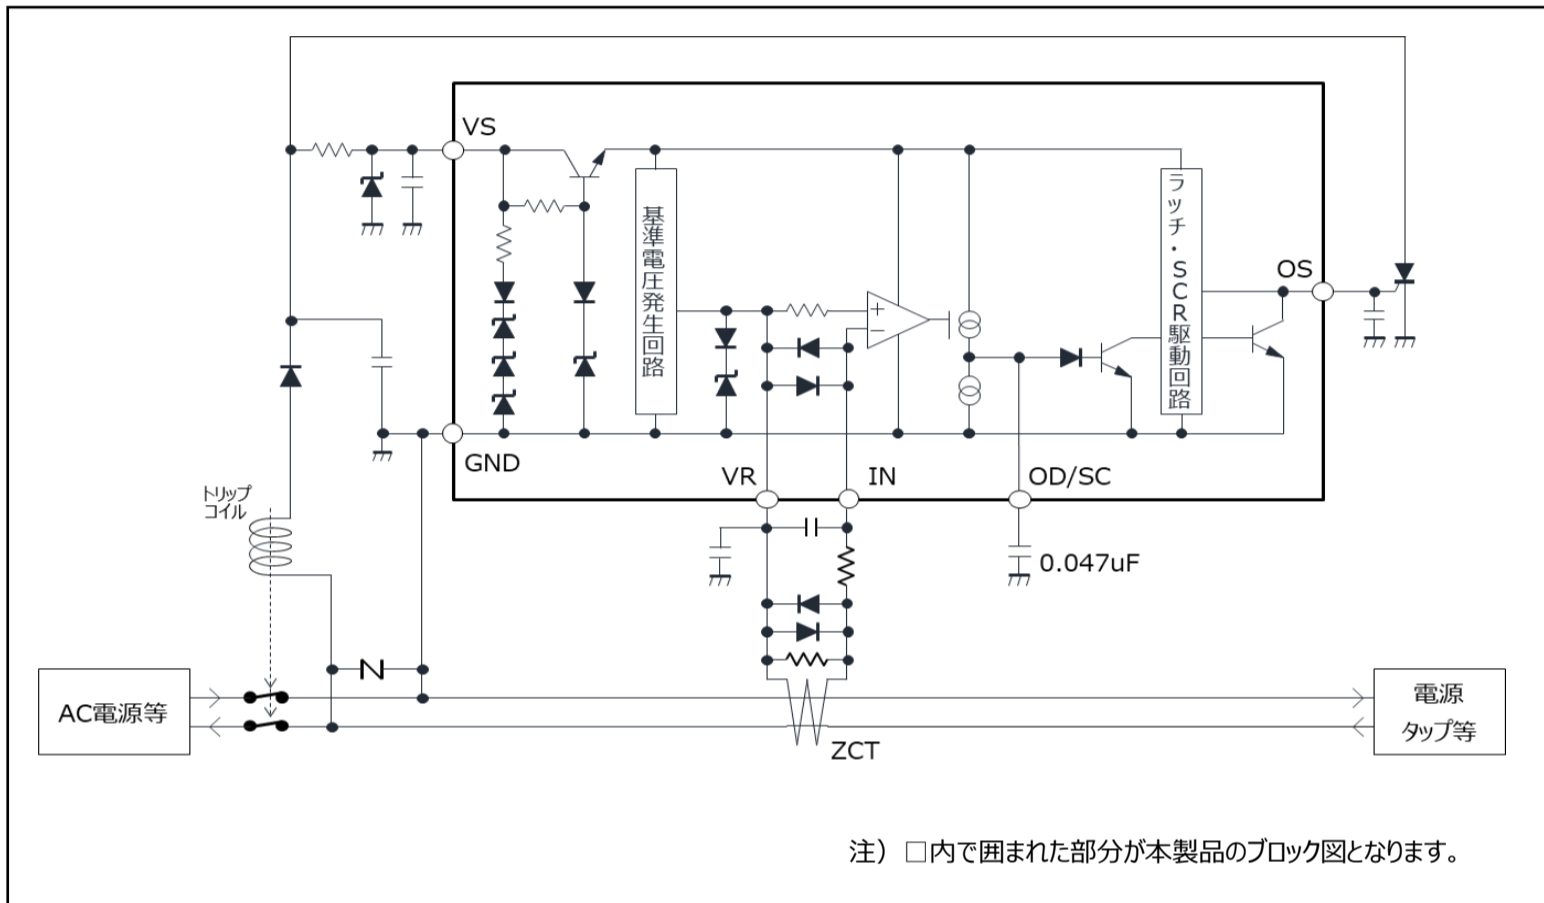 VS
基準電圧発生回路
ラッチ・SCR駆動回路
OS
GND
VR
IN
OD/SC
トリップ
コイル
0.047uF
AC電源等
電源
タップ等
ZCT
注） □内で囲まれた部分が本製品のブロック図となります。